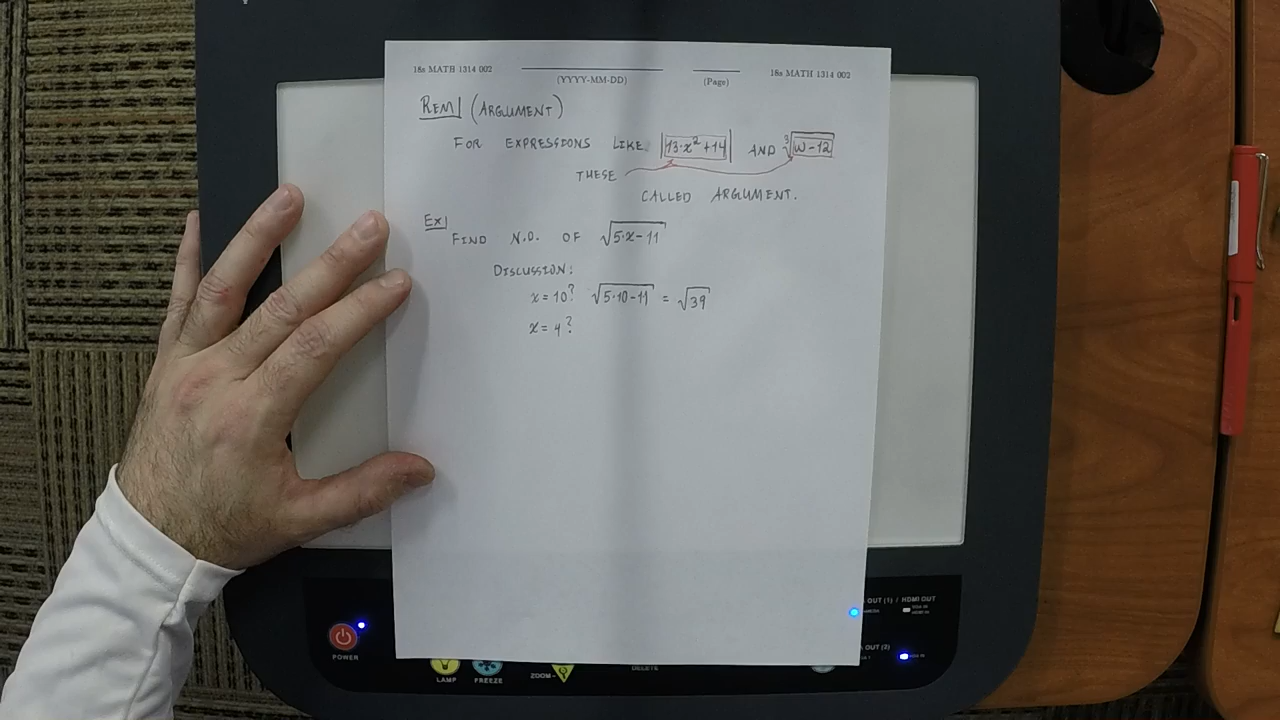 18s MATH 1314 002 (YYYY-MM-DD) (Page) 18s MATH 1314 002
REM (ARGUMENT)
FOR EXPRESSIONS LIKE |13·x²+14| AND ∛(w-12)
THESE
CALLED ARGUMENT.
EX
FIND N.D. OF √(5·x-11)
DISCUSSION:
x = 10? √(5·10-11) = √39
x = 4?
OUT (1) / HDMI OUT
OUT (2)
POWER
LAMP
FREEZE
ZOOM-
DELETE